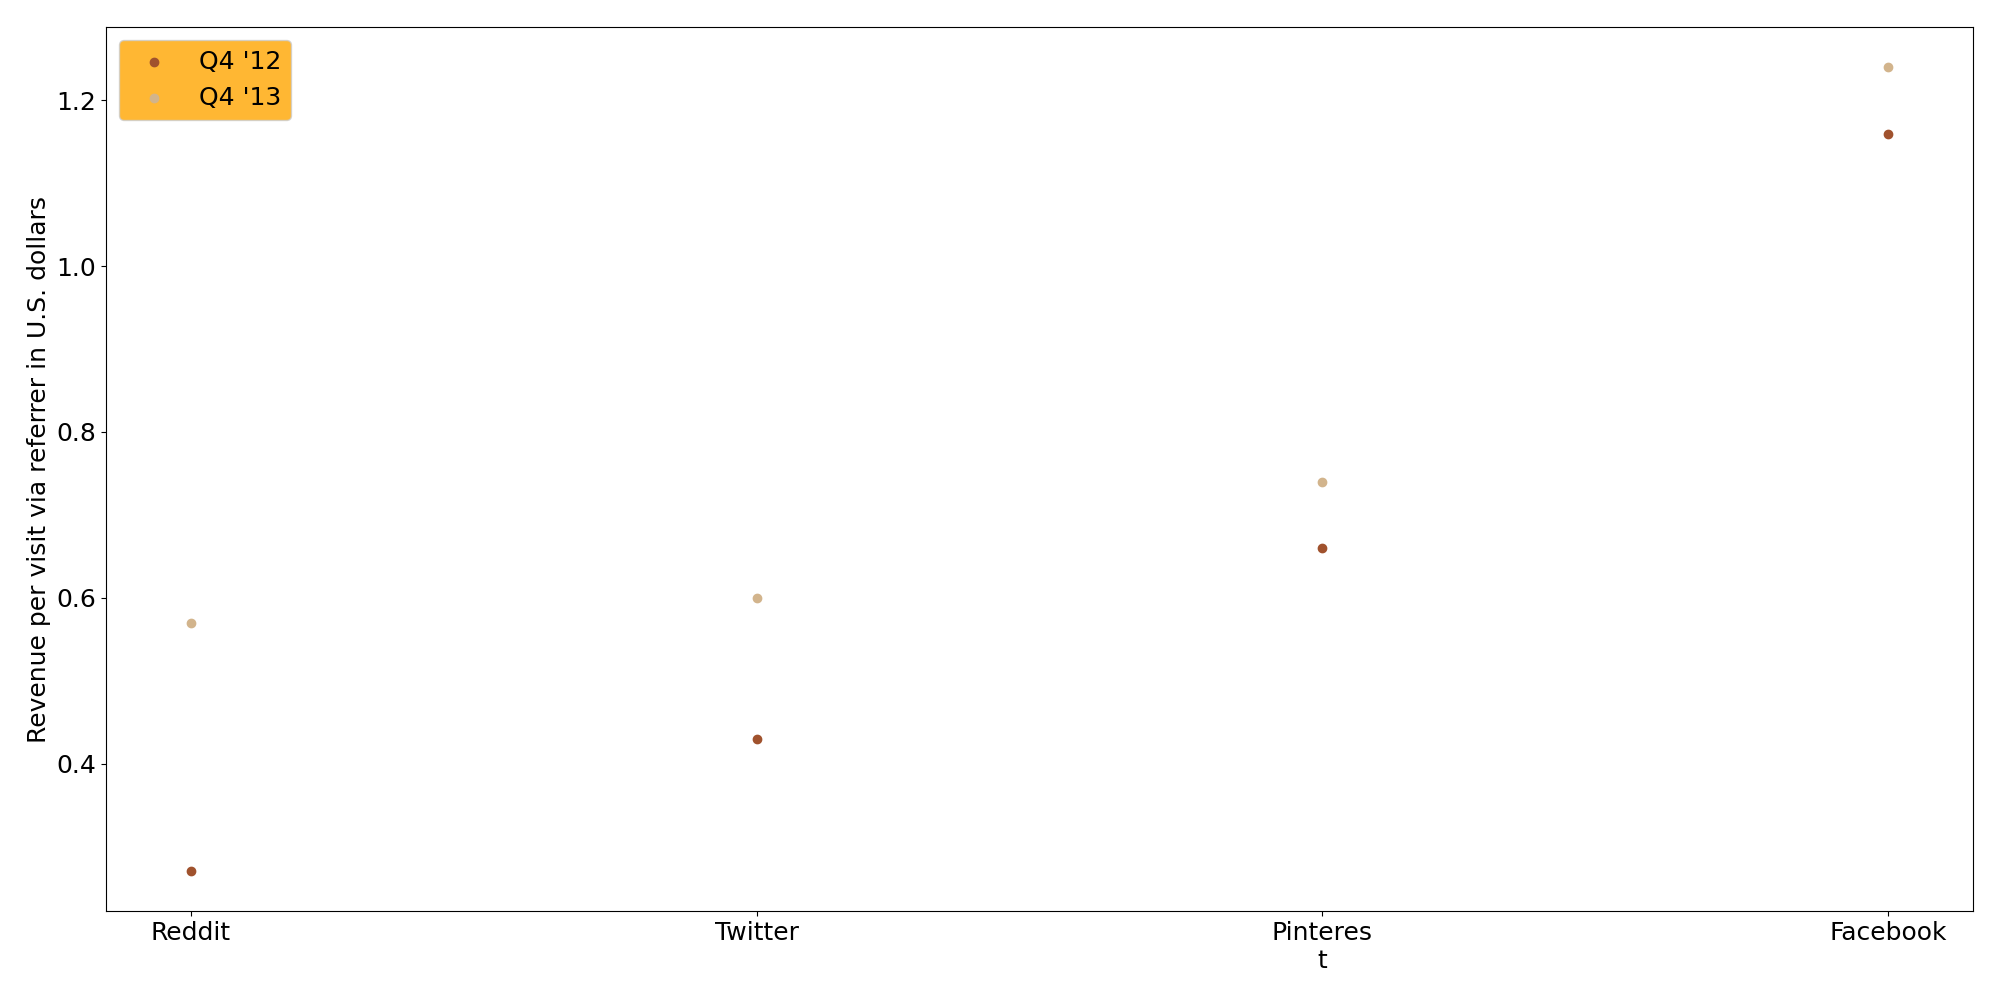 Q4 '12
Q4 '13
1.2
1.0
0.8
0.6
0.4
Revenue per visit via referrer in U.S. dollars
Reddit
Twitter
Pinteres
t
Facebook